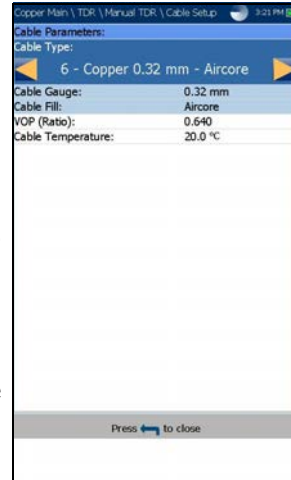 Copper Main \ TDR \ Manual TDR \ Cable Setup 3:21 PM
Cable Parameters:
Cable Type:
6 - Copper 0.32 mm - Aircore
Cable Gauge: 0.32 mm
Cable Fill: Aircore
VOP (Ratio): 0.640
Cable Temperature: 20.0 °C
Press to close